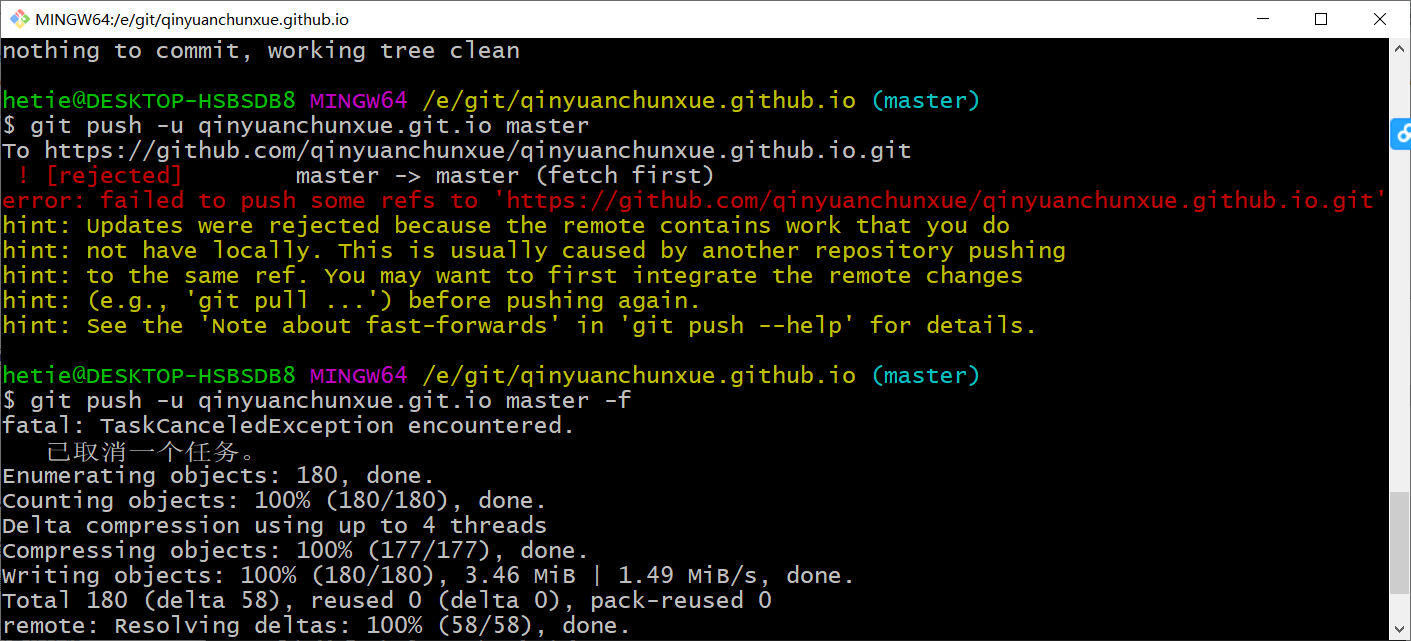 MINGW64:/e/git/qinyuanchunxue.github.io
nothing to commit, working tree clean
hetie@DESKTOP-HSBSDB8 MINGW64 /e/git/qinyuanchunxue.github.io (master)
$ git push -u qinyuanchunxue.git.io master
To https://github.com/qinyuanchunxue/qinyuanchunxue.github.io.git
! [rejected] master -> master (fetch first)
error: failed to push some refs to 'https://github.com/qinyuanchunxue/qinyuanchunxue.github.io.git'
hint: Updates were rejected because the remote contains work that you do
hint: not have locally. This is usually caused by another repository pushing
hint: to the same ref. You may want to first integrate the remote changes
hint: (e.g., 'git pull ...') before pushing again.
hint: See the 'Note about fast-forwards' in 'git push --help' for details.
hetie@DESKTOP-HSBSDB8 MINGW64 /e/git/qinyuanchunxue.github.io (master)
$ git push -u qinyuanchunxue.git.io master -f
fatal: TaskCanceledException encountered.
已取消一个任务。
Enumerating objects: 180, done.
Counting objects: 100% (180/180), done.
Delta compression using up to 4 threads
Compressing objects: 100% (177/177), done.
Writing objects: 100% (180/180), 3.46 MiB | 1.49 MiB/s, done.
Total 180 (delta 58), reused 0 (delta 0), pack-reused 0
remote: Resolving deltas: 100% (58/58), done.